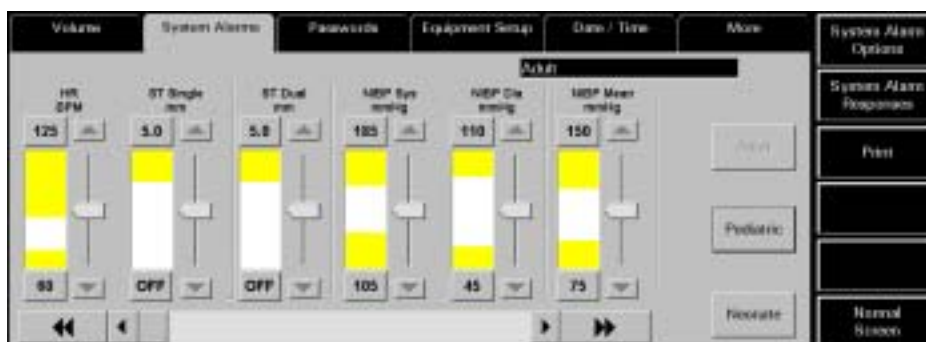 Volume
System Alarms
Passwords
Equipment Setup
Date / Time
More
System Alarm
Options
Adult
HR
BPM
ST Single
mm
ST Dual
mm
NIBP Sys
mmHg
NIBP Dia
mmHg
NIBP Mean
mmHg
System Alarm
Responses
125
5.0
5.0
185
110
150
Adult
Print
Pediatric
60
OFF
OFF
105
45
75
Neonate
Normal
Screen